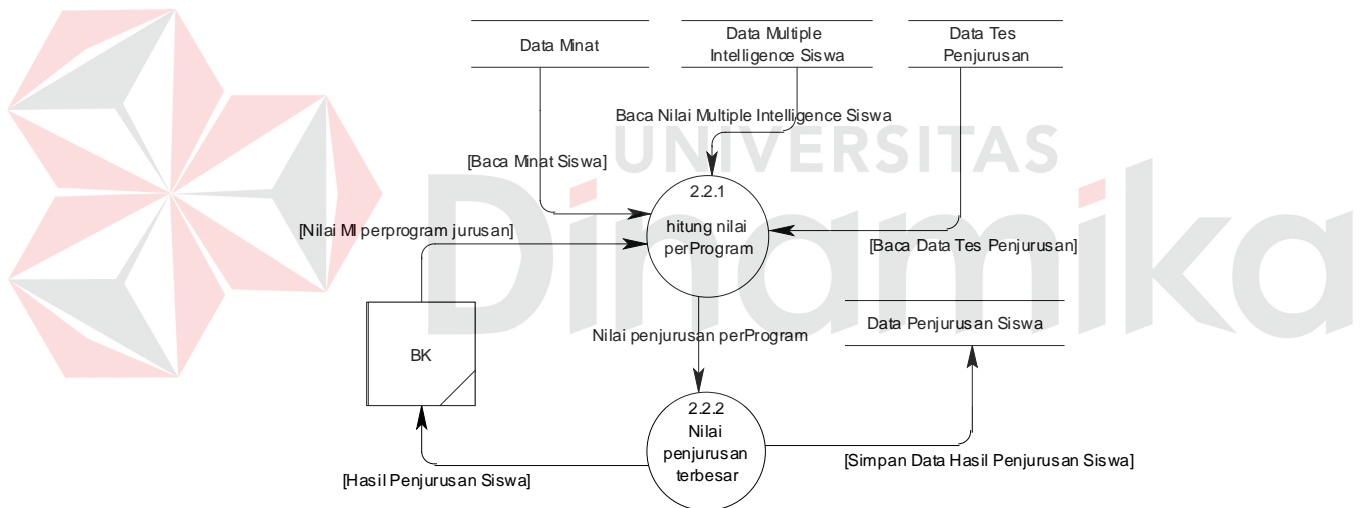 Data Minat
Data Multiple
Intelligence Siswa
Data Tes
Penjurusan
Baca Nilai Multiple Intelligence Siswa
UNIVERSITAS
Dinamika
[Baca Minat Siswa]
2.2.1
hitung nilai
perProgram
[Nilai MI perprogram jurusan]
[Baca Data Tes Penjurusan]
BK
Nilai penjurusan perProgram
Data Penjurusan Siswa
2.2.2
Nilai
penjurusan
terbesar
[Hasil Penjurusan Siswa]
[Simpan Data Hasil Penjurusan Siswa]